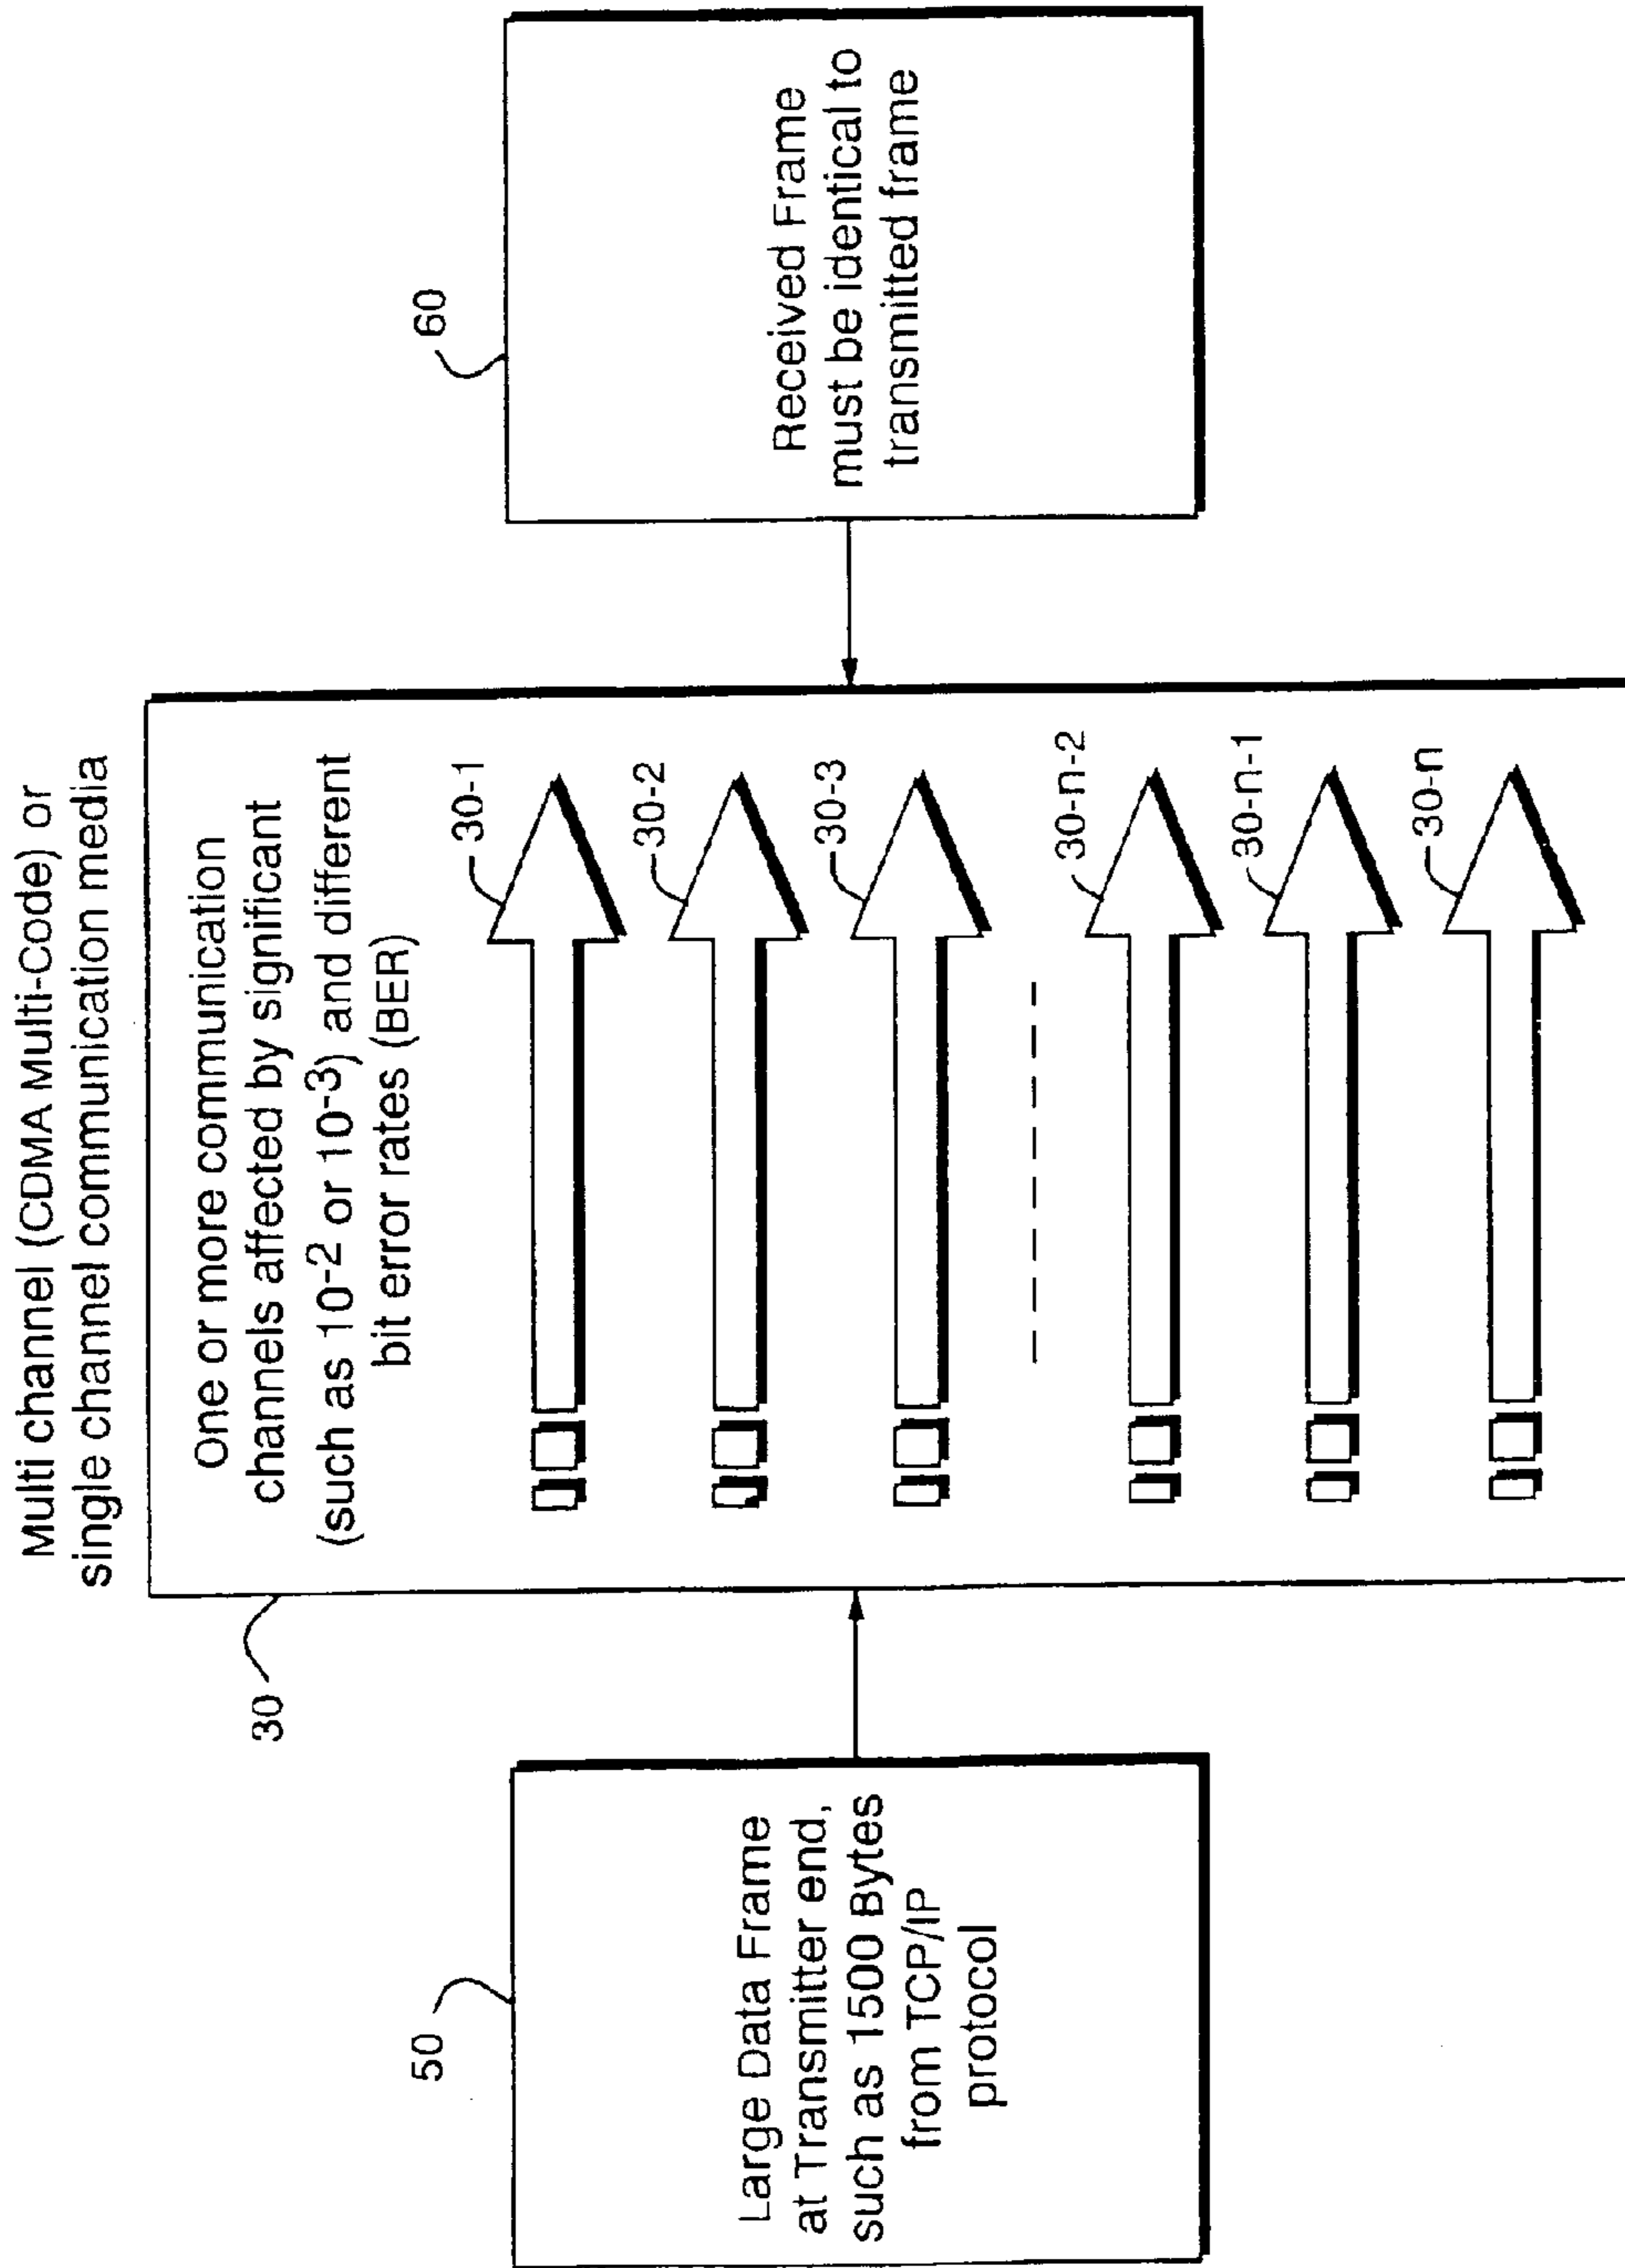 Multi channel (CDMA Multi-Code) or
single channel communication media
30
One or more communication
channels affected by significant
(such as 10-2 or 10-3) and different
bit error rates (BER)
30-1
30-2
30-3
30-n-2
30-n-1
30-n
50
Large Data Frame
at Transmitter end,
such as 1500 Bytes
from TCP/IP
protocol
60
Received Frame
must be identical to
transmitted frame